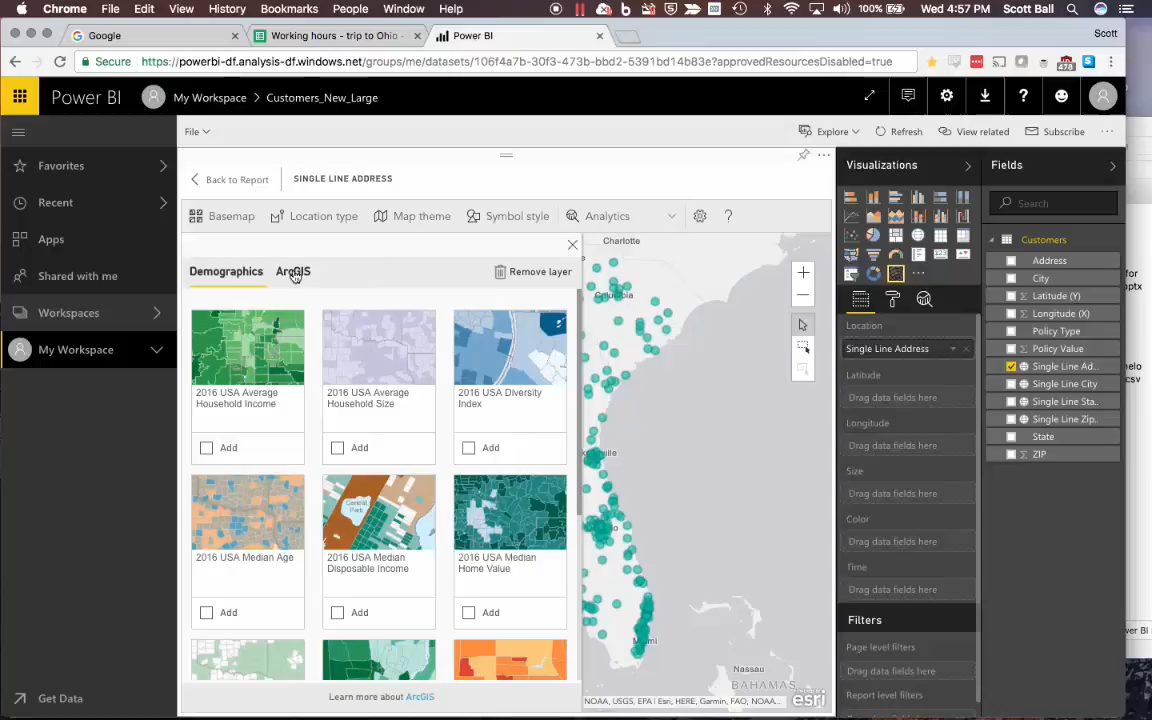 Chrome File Edit View History Bookmarks People Window Help 100% Wed 4:57 PM Scott Ball
Google
Working hours - trip to Ohio -
Power BI
Scott
Secure https://powerbi-df.analysis-df.windows.net/groups/me/datasets/106f4a7b-30f3-473b-bbd2-5391bd14b83e?approvedResourcesDisabled=true
478
Power BI My Workspace > Customers_New_Large
File Explore Refresh View related Subscribe
Favorites
Recent
Apps
Shared with me
Workspaces
My Workspace
Get Data
Back to Report SINGLE LINE ADDRESS
Basemap Location type Map theme Symbol style Analytics ?
Demographics ArcGIS Remove layer
2016 USA Average
Household Income
Add
2016 USA Average
Household Size
Add
2016 USA Diversity
Index
Add
2016 USA Median Age
Add
Central
Park
2016 USA Median
Disposable Income
Add
2016 USA Median
Home Value
Add
Learn more about ArcGIS
Charlotte
Columbia
Nassau
BAHAMAS
NOAA, USGS, EPA | Esri, HERE, Garmin, FAO, NOAA...
esri
Visualizations
Location
Single Line Address
Latitude
Drag data fields here
Longitude
Drag data fields here
Size
Drag data fields here
Color
Drag data fields here
Time
Drag data fields here
Filters
Page level filters
Drag data fields here
Report level filters
Fields
Search
Customers
Address
City
Latitude (Y)
Longitude (X)
Policy Type
Policy Value
Single Line Ad..
Single Line City
Single Line Sta..
Single Line Zip..
State
ZIP
for
pptx
csv